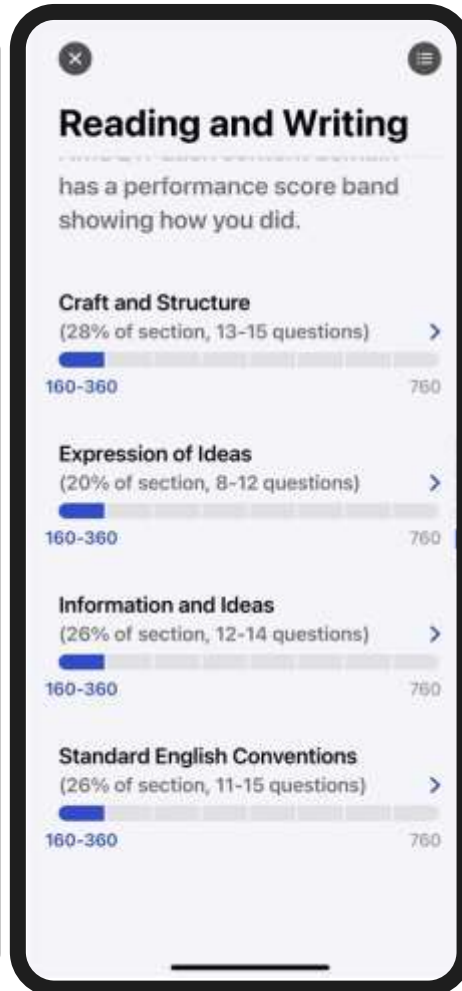 Reading and Writing
has a performance score band
showing how you did.
Craft and Structure
(28% of section, 13-15 questions)
160-360 760
Expression of Ideas
(20% of section, 8-12 questions)
160-360 760
Information and Ideas
(26% of section, 12-14 questions)
160-360 760
Standard English Conventions
(26% of section, 11-15 questions)
160-360 760